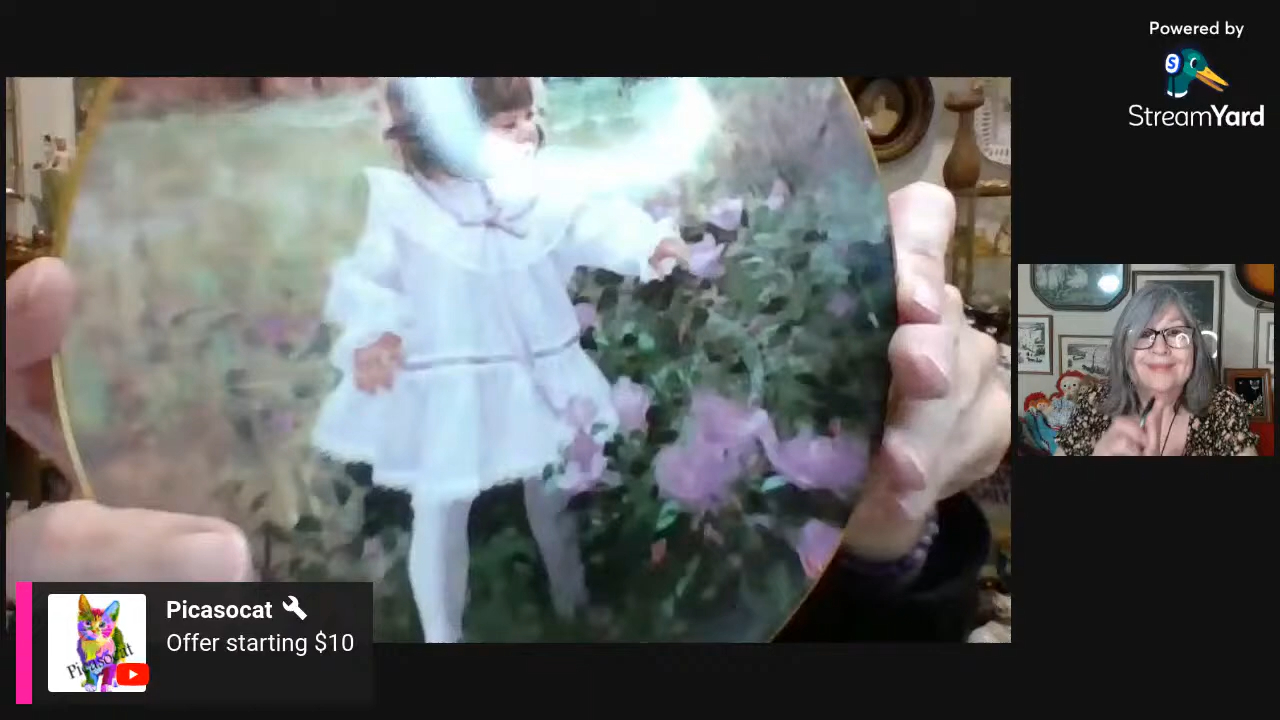 Powered by
StreamYard
Picasocat
Offer starting $10
Picasocat